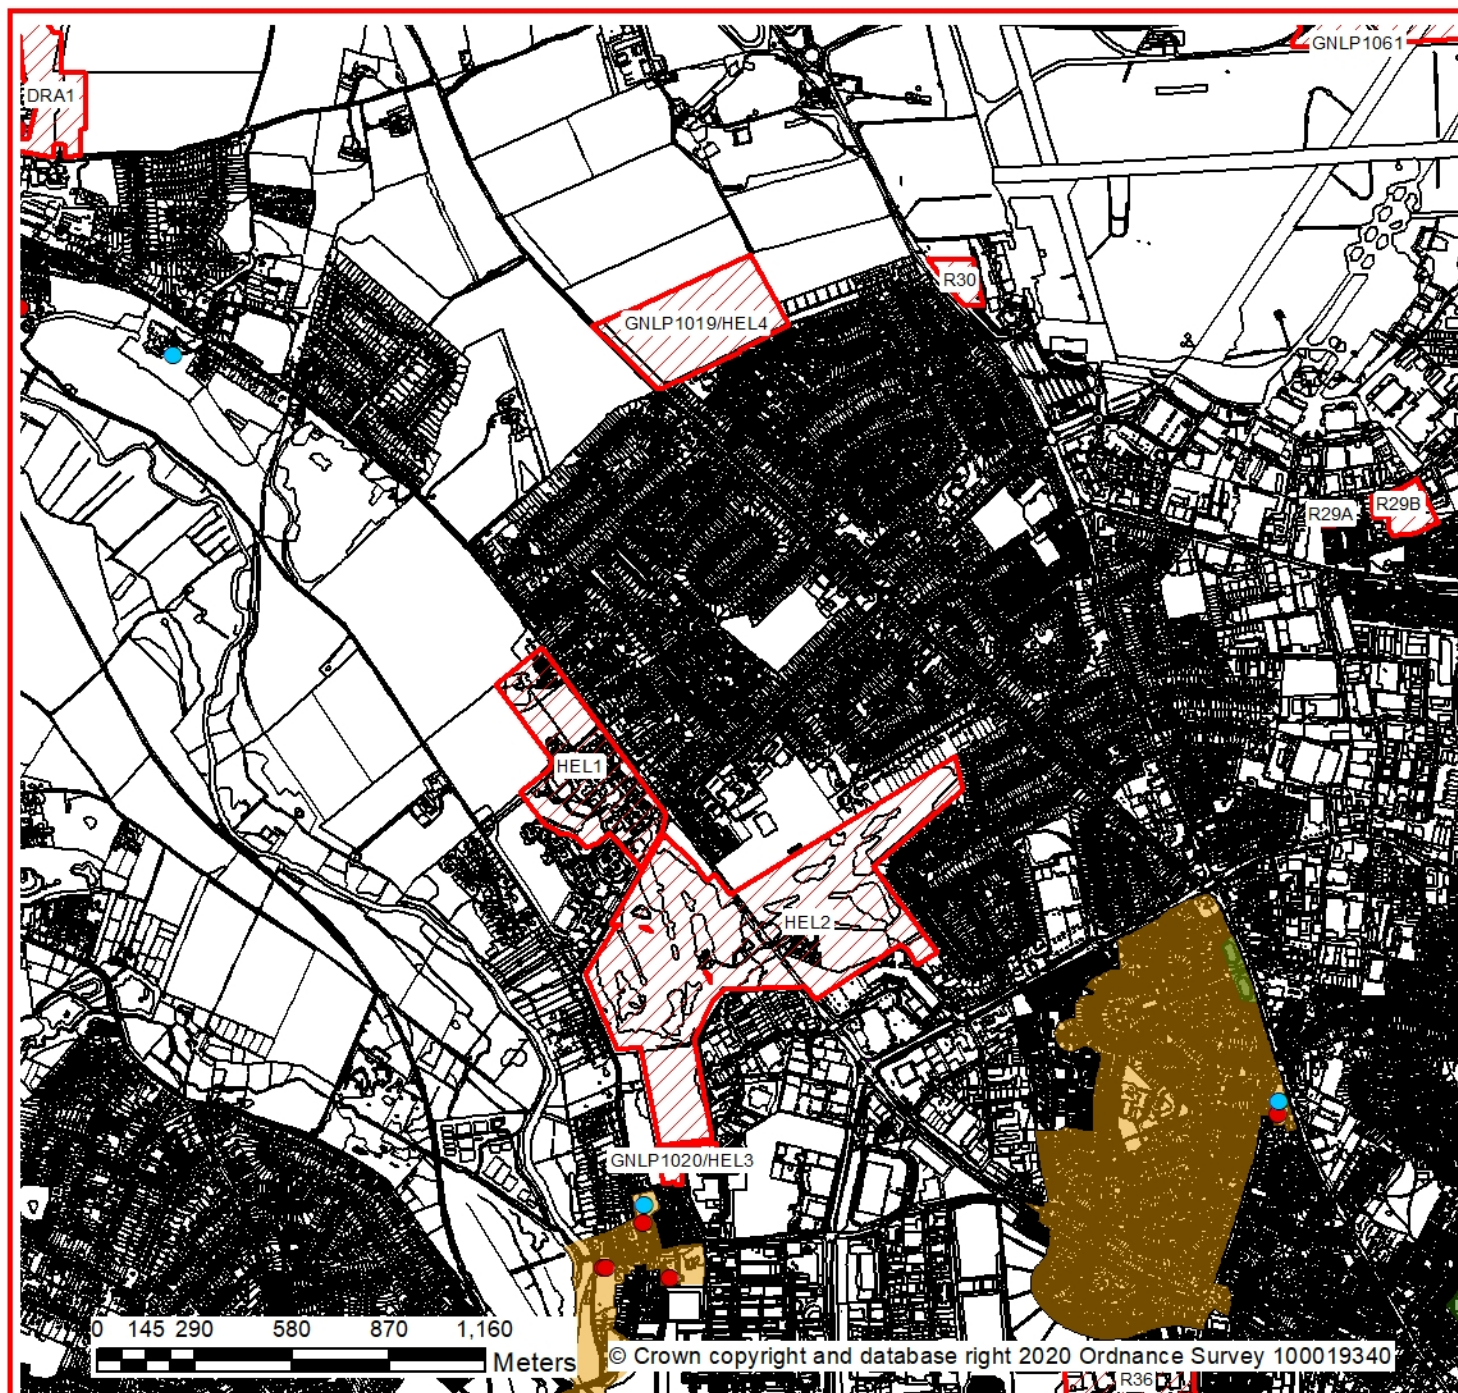 GNLP1061
DRA1
R30
GNLP1019/HEL4
R29B
R29A
HEL1
HEL2
GNLP1020/HEL3
0 145 290 580 870 1,160
Meters
© Crown copyright and database right 2020 Ordnance Survey 100019340
R36